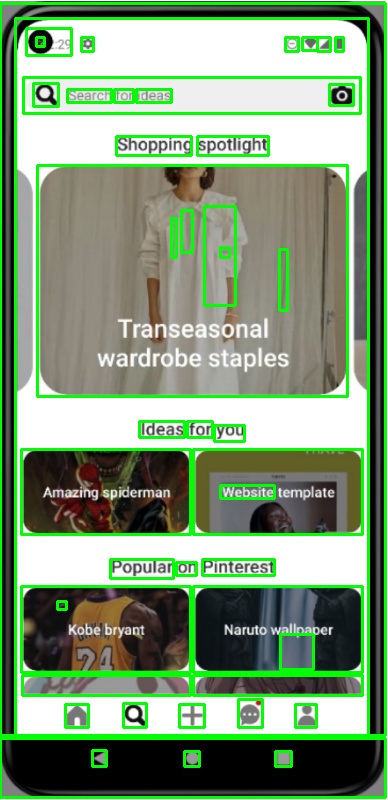 :29
Search for ideas
Shopping spotlight
Transeasonal
wardrobe staples
Ideas for you
Amazing spiderman
Website template
Popular on Pinterest
Kobe bryant
24
Naruto wallpaper